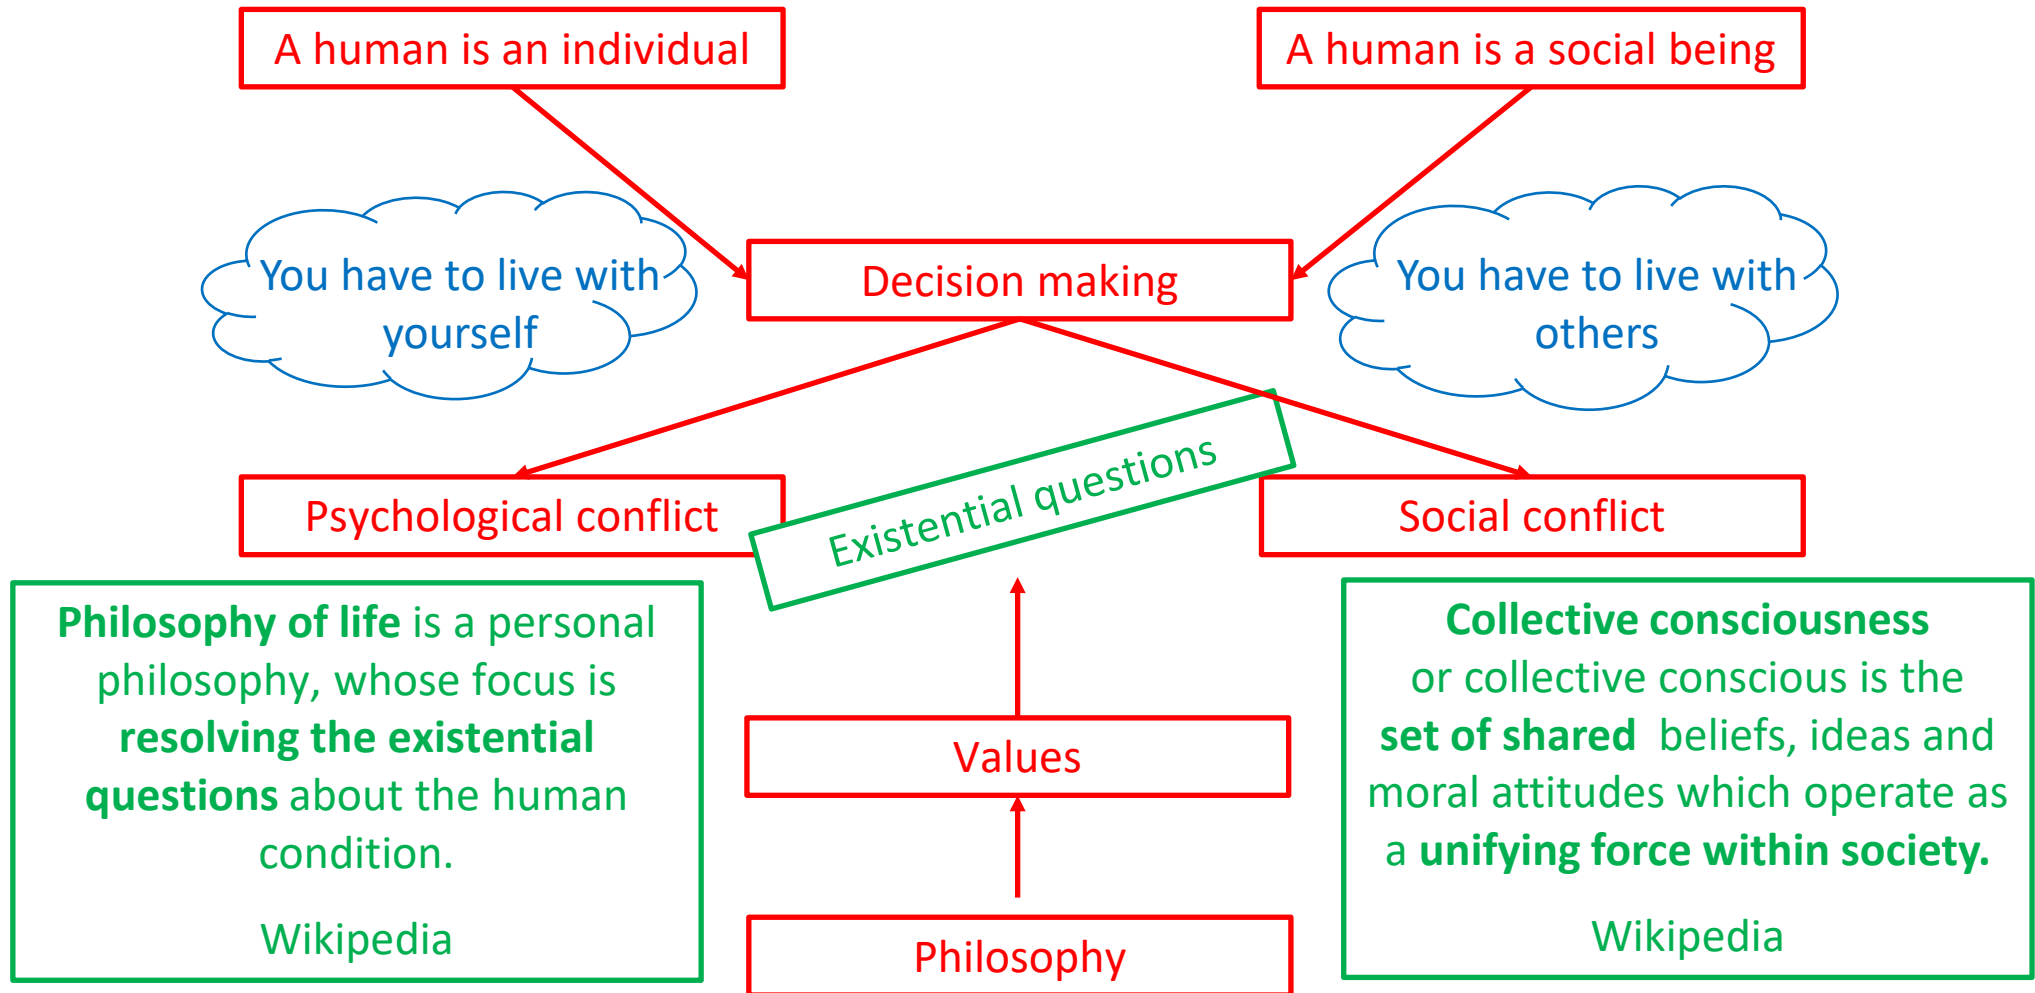 A human is an individual
A human is a social being
You have to live with
yourself
Decision making
You have to live with
others
Existential questions
Psychological conflict
Social conflict
Philosophy of life is a personal
philosophy, whose focus is
resolving the existential
questions about the human
condition.
Wikipedia
Values
Philosophy
Collective consciousness
or collective conscious is the
set of shared beliefs, ideas and
moral attitudes which operate as
a unifying force within society.
Wikipedia